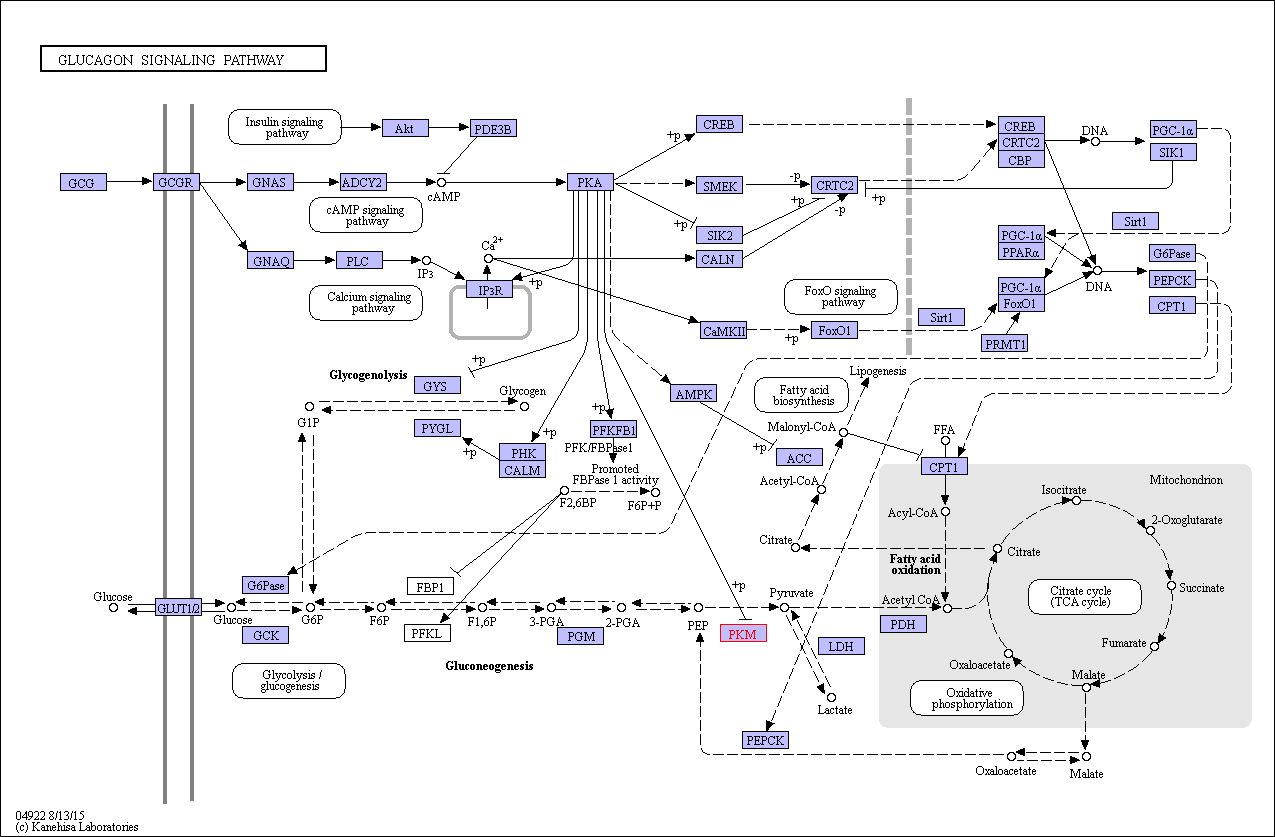 GLUCAGON SIGNALING PATHWAY
Insulin signaling
pathway
Akt
PDE3B
+p
CREB
CREB
CRTC2
CBP
DNA
PGC-1α
SIK1
GCG
GCGR
GNAS
ADCY2
cAMP
PKA
SMEK
-p
CRTC2
+p
-p
+p
cAMP signaling
pathway
+p
SIK2
CALN
Sirt1
PGC-1α
PPARα
G6Pase
GNAQ
PLC
IP3
Ca2+
IP3R
+p
DNA
PEPCK
Calcium signaling
pathway
FoxO signaling
pathway
PGC-1α
FoxO1
CPT1
CaMKII
+p
FoxO1
Sirt1
PRMT1
+p
Glycogenolysis
GYS
Glycogen
AMPK
Fatty acid
biosynthesis
Lipogenesis
G1P
PYGL
+p
+p
PHK
CALM
+p
PFKFB1
PFK/FBPase1
Malonyl-CoA
FFA
+p
ACC
CPT1
Promoted
FBPase 1 activity
F2,6BP
F6P+P
Acetyl-CoA
Acyl-CoA
Mitochondrion
Isocitrate
2-Oxoglutarate
Citrate
Citrate
Fatty acid
oxidation
G6Pase
FBP1
+p
Pyruvate
Citrate cycle
(TCA cycle)
Succinate
Glucose
GLUT1/2
Glucose
G6P
F6P
F1,6P
3-PGA
2-PGA
PEP
Acetyl CoA
GCK
PFKL
PGM
PKM
LDH
PDH
Fumarate
Gluconeogenesis
Oxaloacetate
Malate
Glycolysis /
glucogenesis
Lactate
Oxidative
phosphorylation
PEPCK
Oxaloacetate
Malate
04922 8/13/15
(c) Kanehisa Laboratories